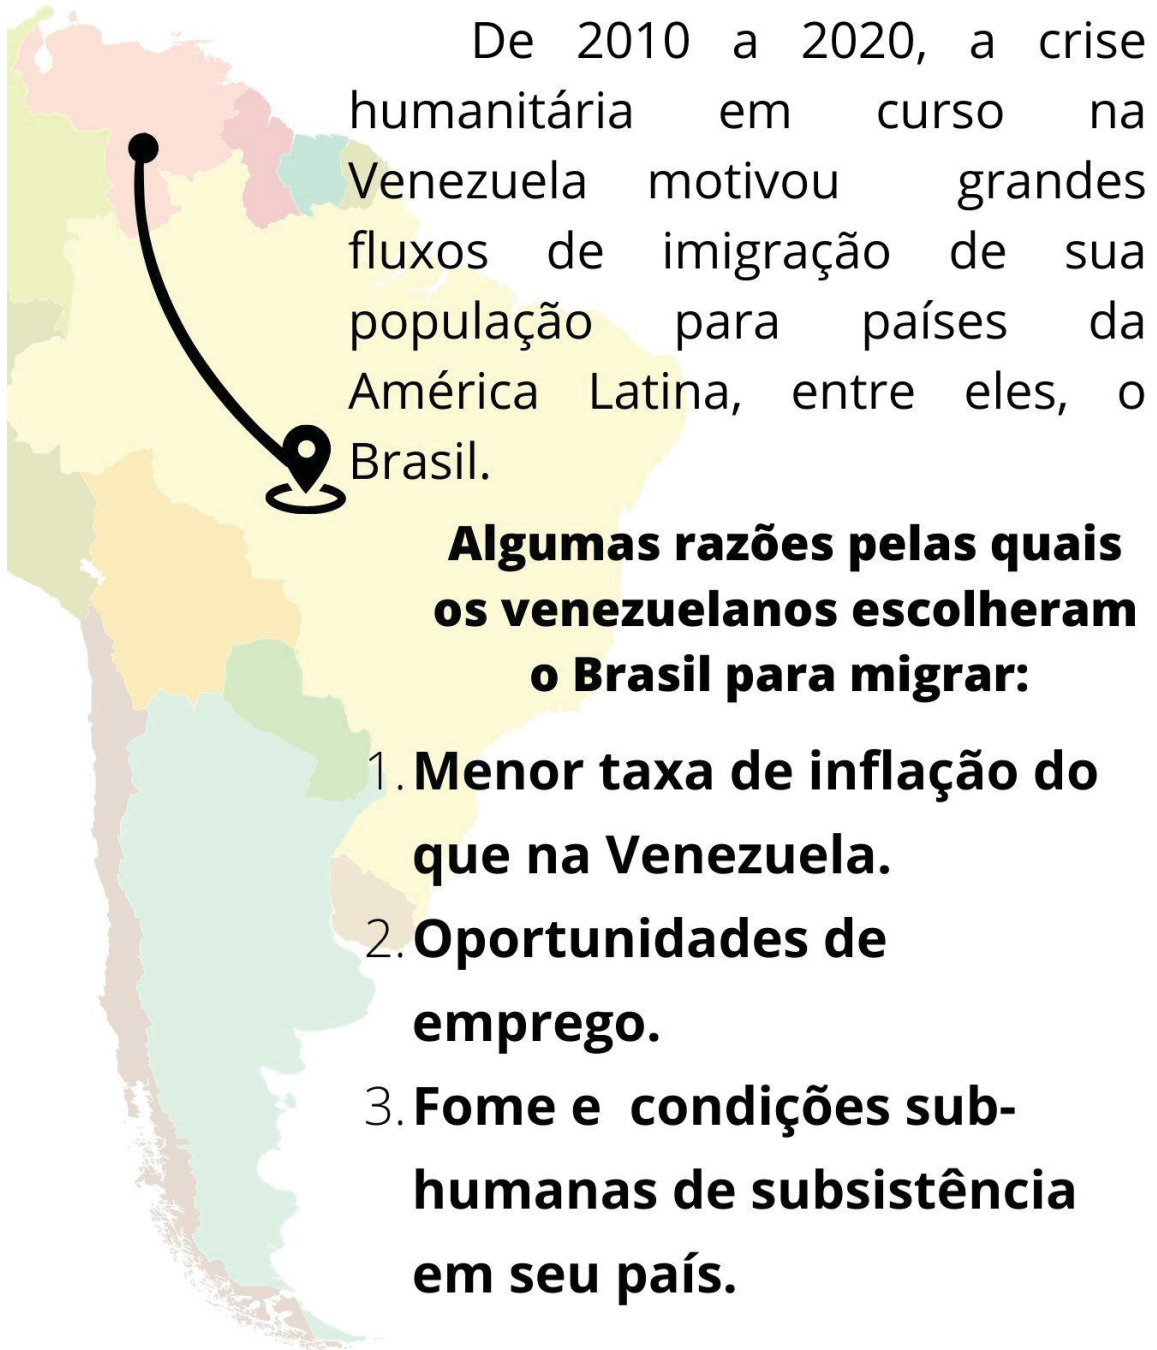 De 2010 a 2020, a crise
humanitária em curso na
Venezuela motivou grandes
fluxos de imigração de sua
população para países da
América Latina, entre eles, o
Brasil.
Algumas razões pelas quais
os venezuelanos escolheram
o Brasil para migrar:
1. Menor taxa de inflação do
que na Venezuela.
2. Oportunidades de
emprego.
3. Fome e condições sub-
humanas de subsistência
em seu país.